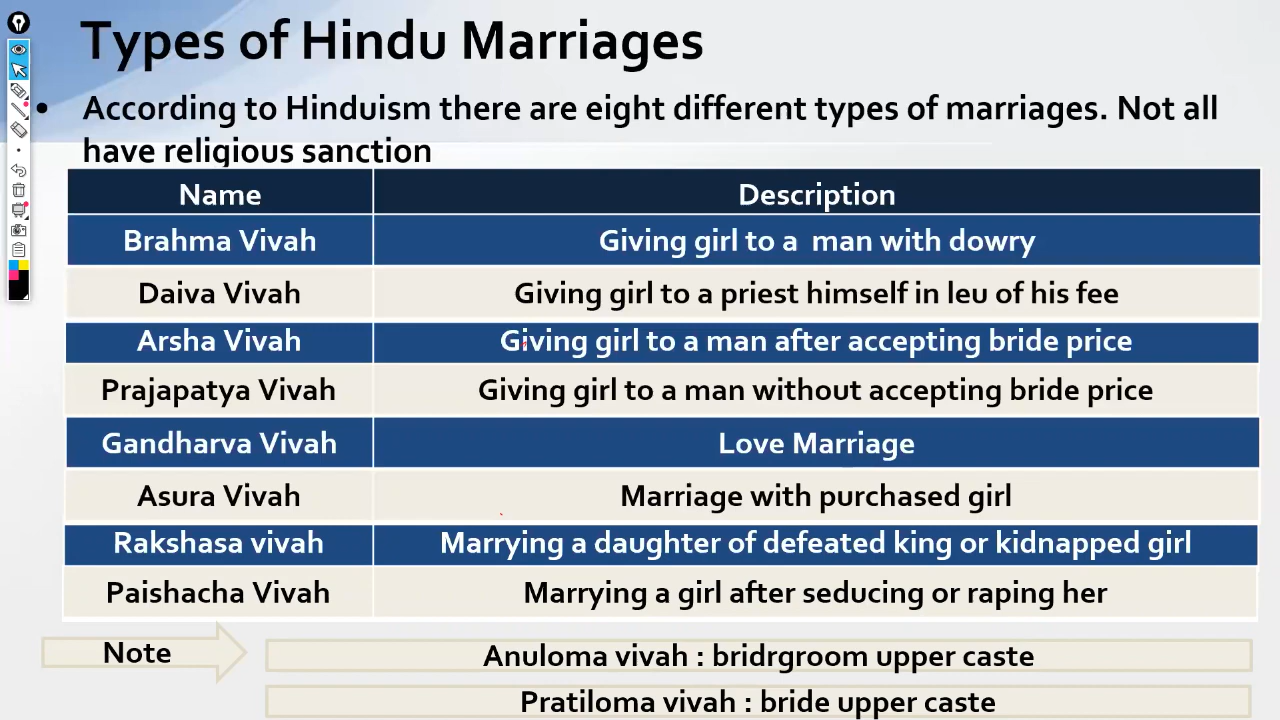 Types of Hindu Marriages
• According to Hinduism there are eight different types of marriages. Not all
have religious sanction
Name Description
Brahma Vivah Giving girl to a man with dowry
Daiva Vivah Giving girl to a priest himself in leu of his fee
Arsha Vivah Giving girl to a man after accepting bride price
Prajapatya Vivah Giving girl to a man without accepting bride price
Gandharva Vivah Love Marriage
Asura Vivah Marriage with purchased girl
Rakshasa vivah Marrying a daughter of defeated king or kidnapped girl
Paishacha Vivah Marrying a girl after seducing or raping her
Note Anuloma vivah : bridrgroom upper caste
Pratiloma vivah : bride upper caste